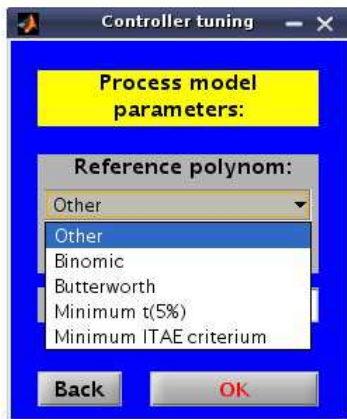 Controller tuning
Process model
parameters:
Reference polynom:
Other
Other
Binomic
Butterworth
Minimum t(5%)
Minimum ITAE criterium
Back
OK